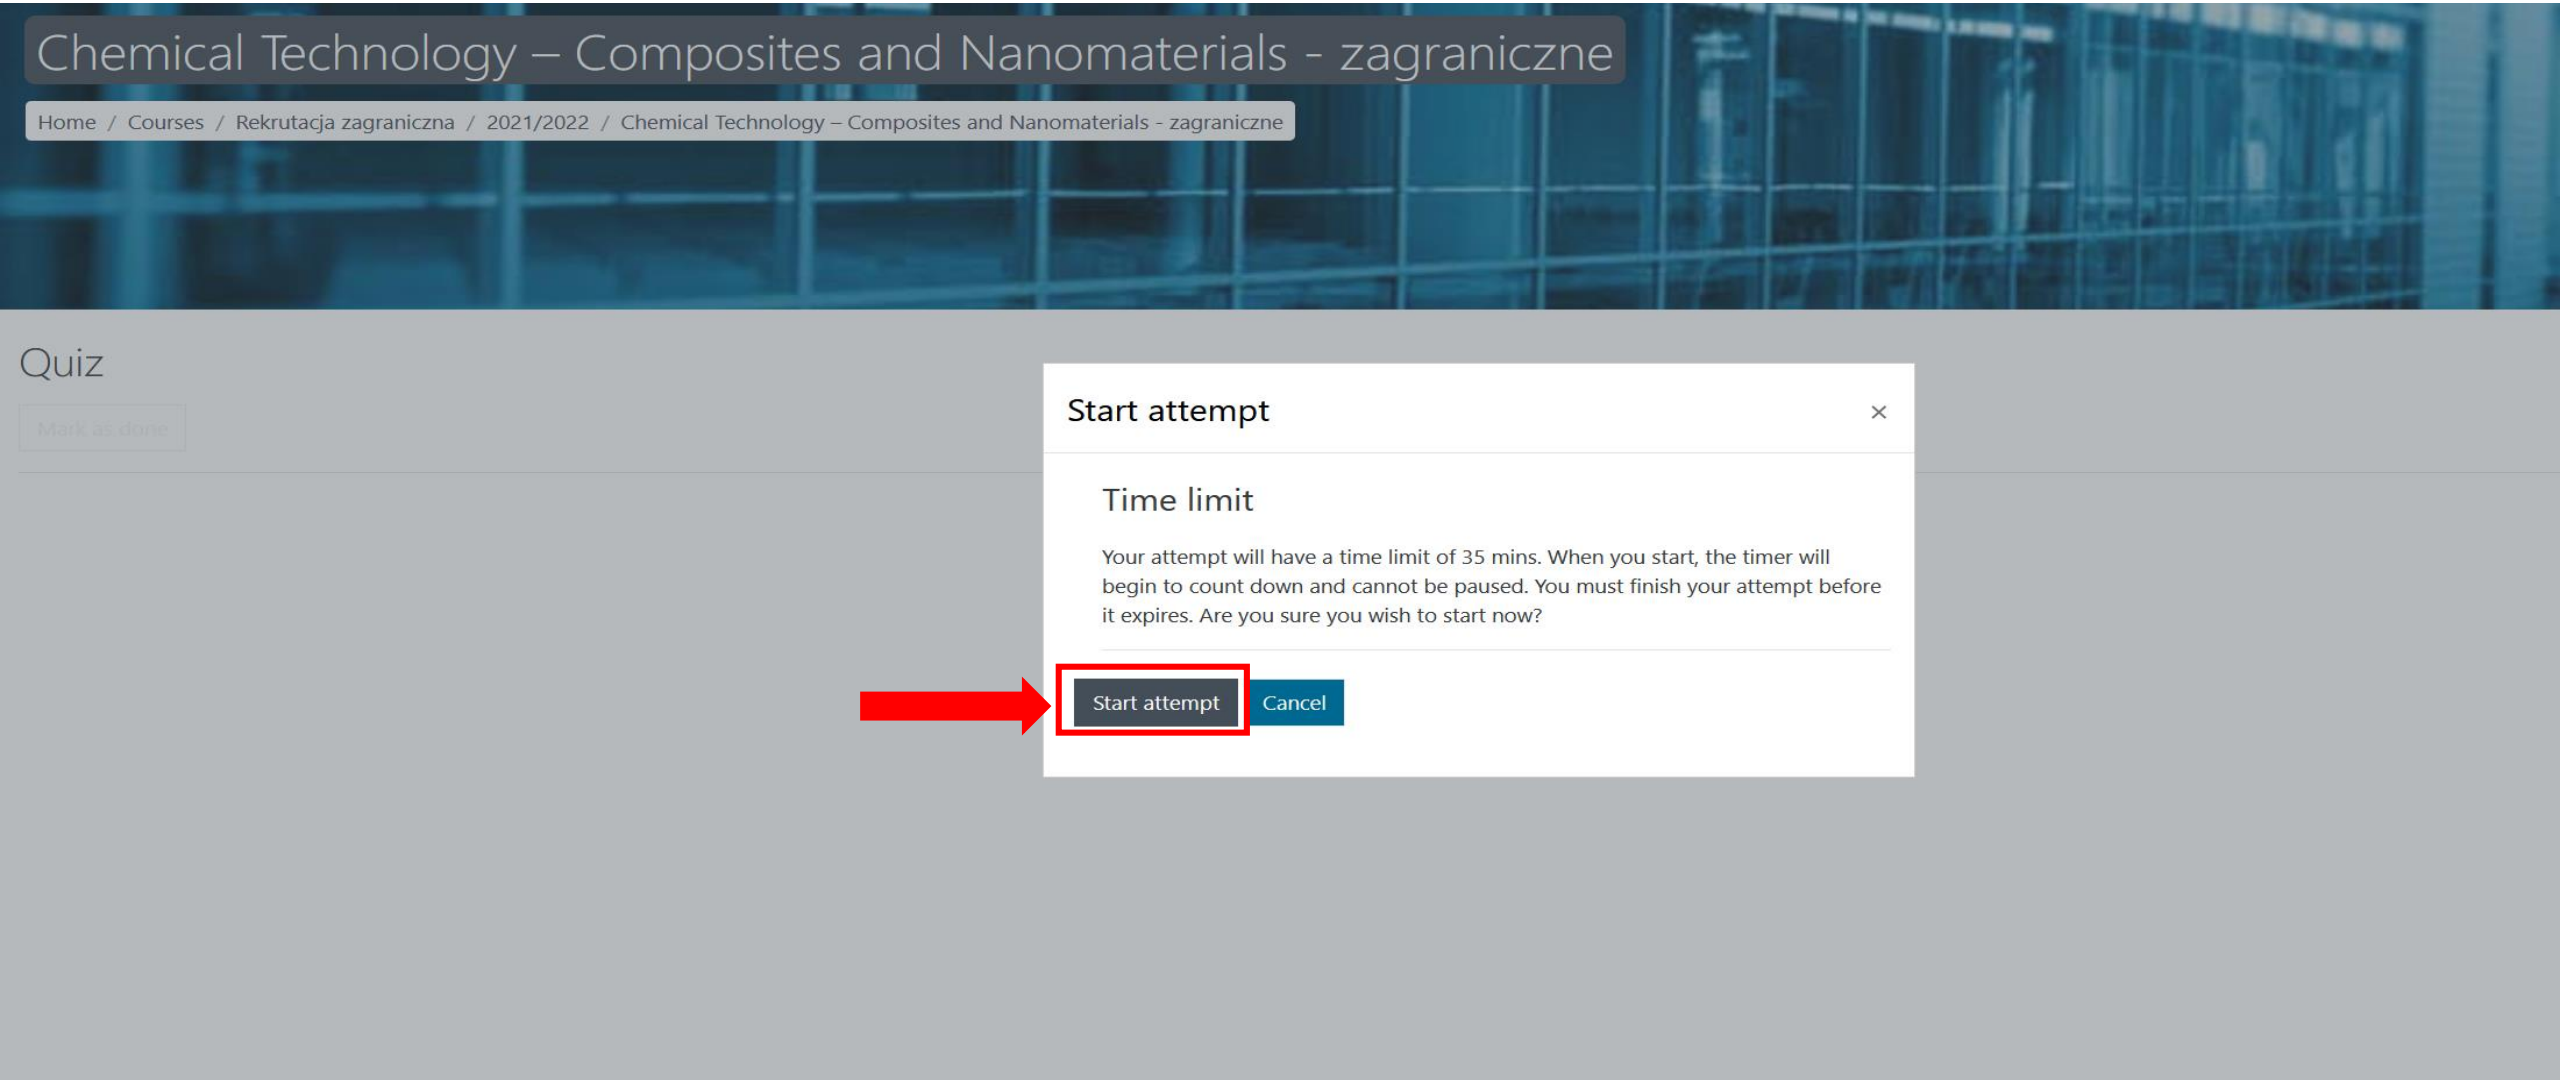 Chemical Technology – Composites and Nanomaterials - zagraniczne
Home / Courses / Rekrutacja zagraniczna / 2021/2022 / Chemical Technology – Composites and Nanomaterials - zagraniczne
Quiz
Mark as done
Start attempt ×
Time limit
Your attempt will have a time limit of 35 mins. When you start, the timer will
begin to count down and cannot be paused. You must finish your attempt before
it expires. Are you sure you wish to start now?
Start attempt Cancel